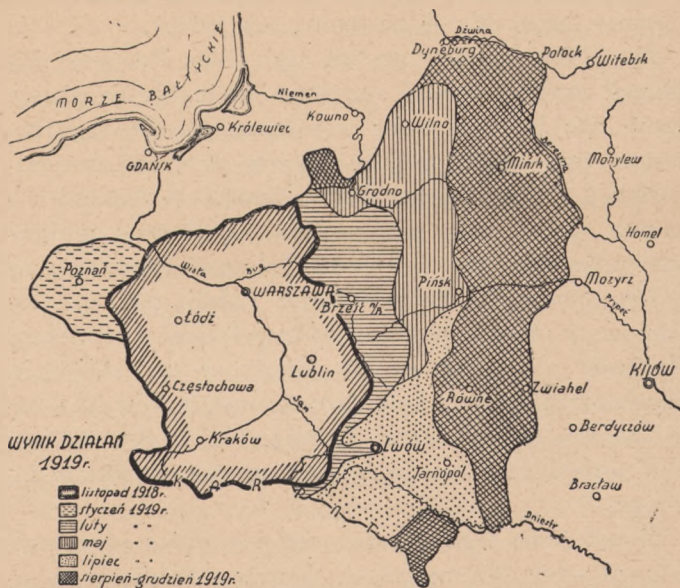 Dźwina
Dyneburg
Połock
Witebsk
MORZE BAŁTYCKIE
Niemen
Kowno
Wilno
Królewiec
GDAŃSK
Berezyna
Mińsk
Mohylew
Grodno
Homel
Poznań
Wisła
Bug
WARSZAWA
Brześć n/B
Pińsk
Mozyrz
Prypeć
Łódź
Lublin
KIJÓW
Częstochowa
Równe
Zwiahel
San
Berdyczów
WYNIK DZIAŁAŃ
1919 r.
Kraków
Lwów
Tarnopol
K A R
Bracław
Dniestr
listopad 1918 r.
styczeń 1919 r.
luty " "
maj " "
lipiec " "
sierpień-grudzień 1919 r.